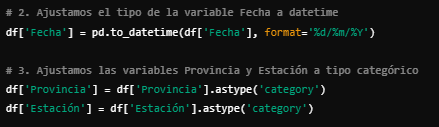 # 2. Ajustamos el tipo de la variable Fecha a datetime
df['Fecha'] = pd.to_datetime(df['Fecha'], format='%d/%m/%Y')
# 3. Ajustamos las variables Provincia y Estación a tipo categórico
df['Provincia'] = df['Provincia'].astype('category')
df['Estación'] = df['Estación'].astype('category')